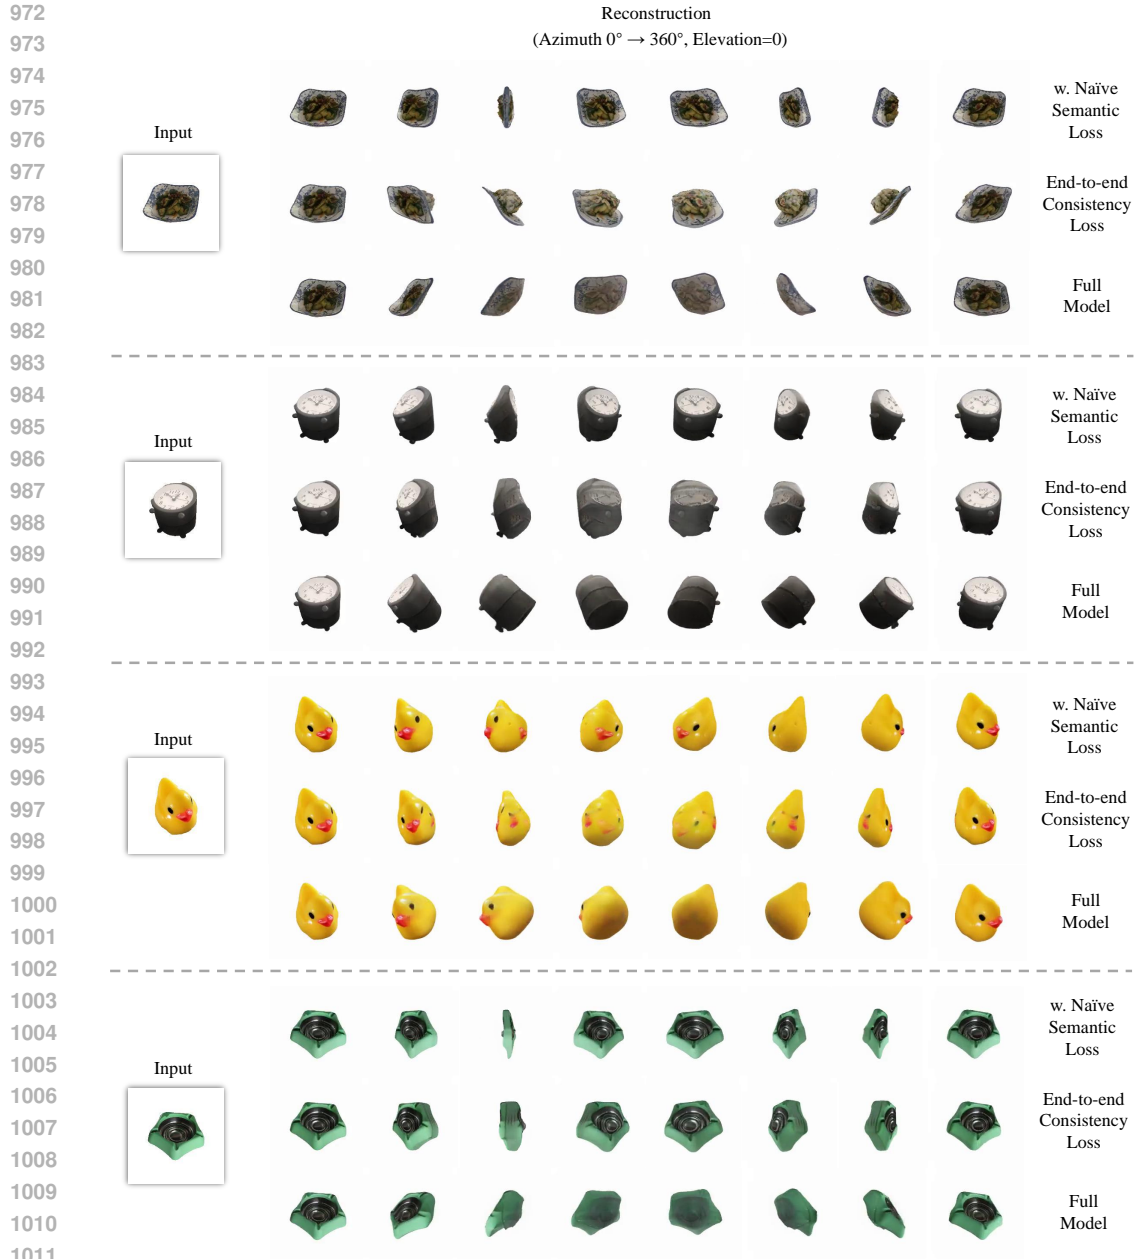 972
973
974
975
976
977
978
979
980
981
982
983
984
985
986
987
988
989
990
991
992
993
994
995
996
997
998
999
1000
1001
1002
1003
1004
1005
1006
1007
1008
1009
1010
1011
Reconstruction
(Azimuth 0° → 360°, Elevation=0)
Input
w. Naïve
Semantic
Loss
End-to-end
Consistency
Loss
Full
Model
Input
w. Naïve
Semantic
Loss
End-to-end
Consistency
Loss
Full
Model
Input
w. Naïve
Semantic
Loss
End-to-end
Consistency
Loss
Full
Model
Input
w. Naïve
Semantic
Loss
End-to-end
Consistency
Loss
Full
Model